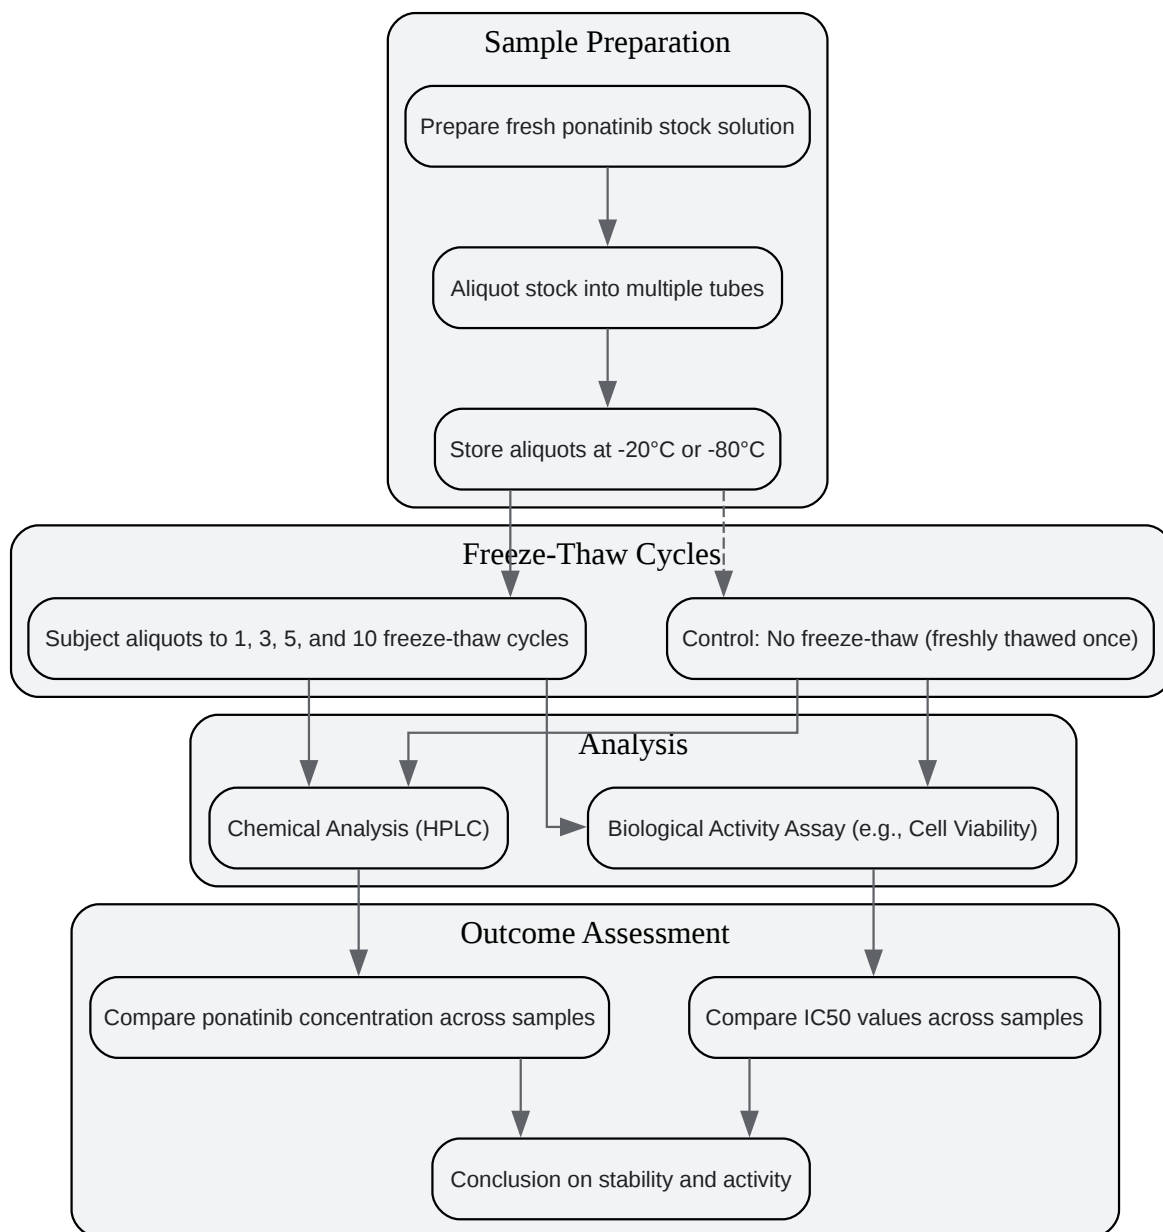 Sample Preparation
Prepare fresh ponatinib stock solution
Aliquot stock into multiple tubes
Store aliquots at -20°C or -80°C
Freeze-Thaw Cycles
Subject aliquots to 1, 3, 5, and 10 freeze-thaw cycles
Control: No freeze-thaw (freshly thawed once)
Analysis
Chemical Analysis (HPLC)
Biological Activity Assay (e.g., Cell Viability)
Outcome Assessment
Compare ponatinib concentration across samples
Compare IC50 values across samples
Conclusion on stability and activity